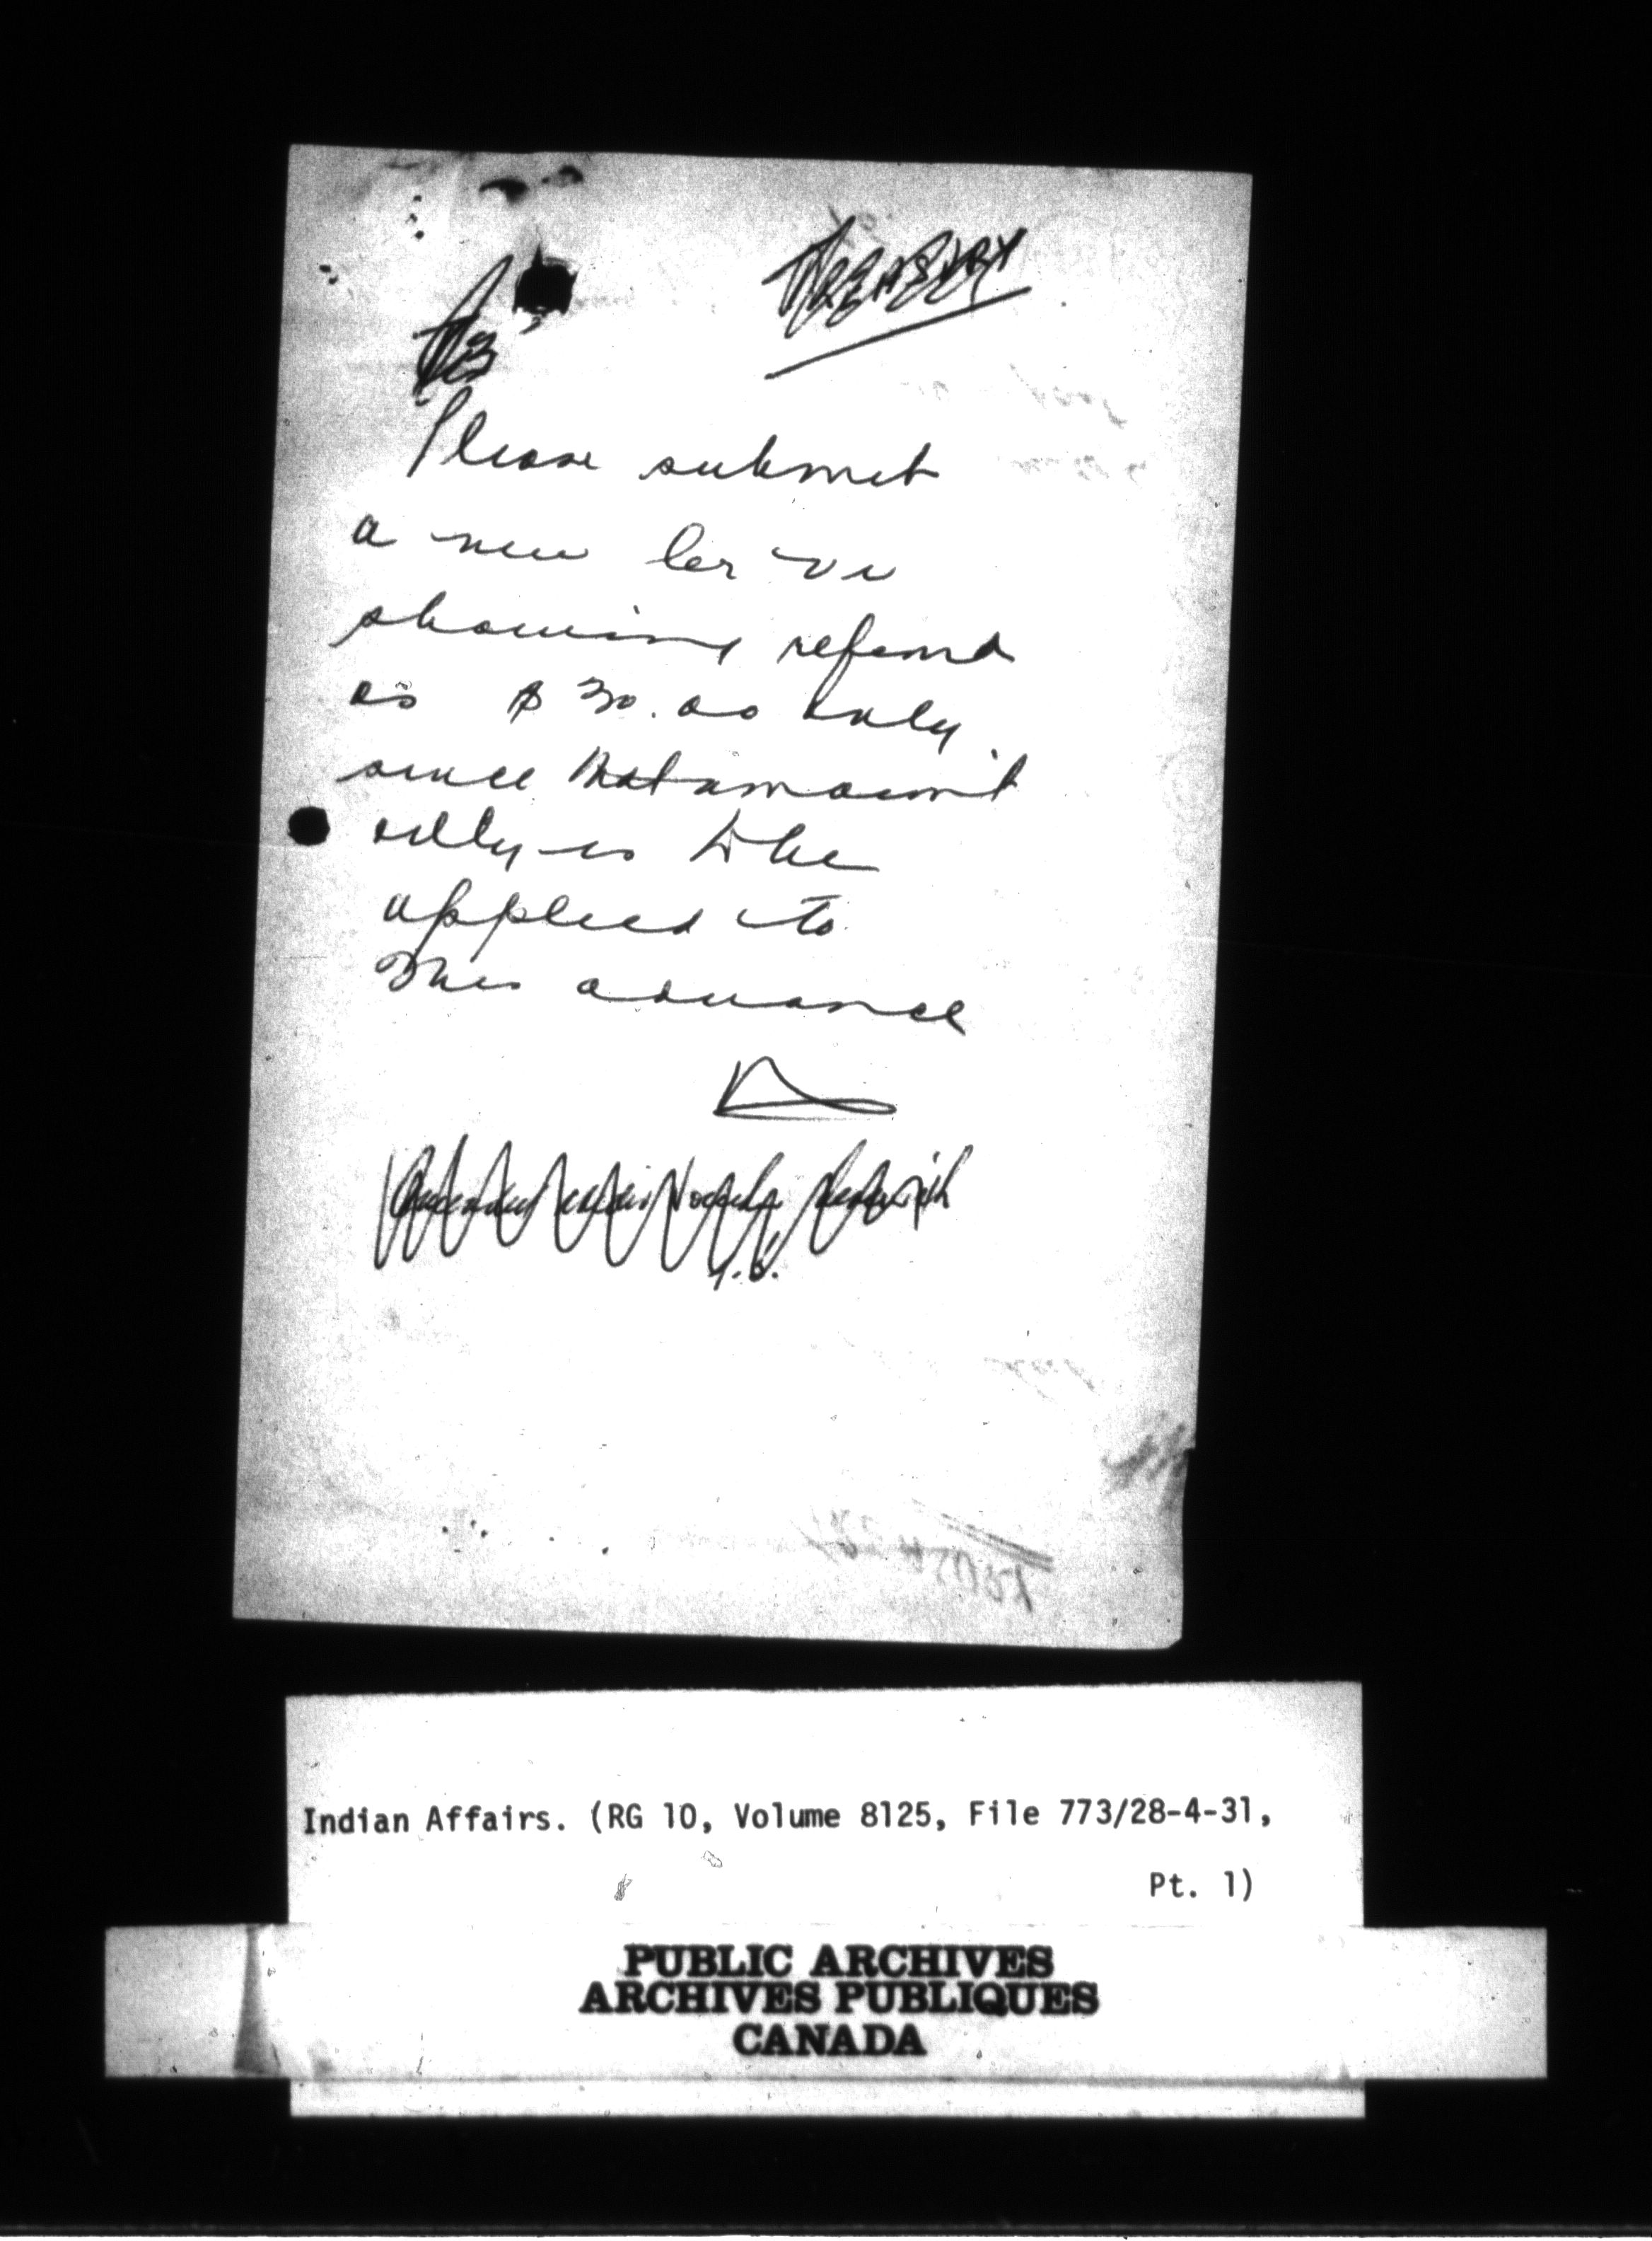 TREASURY
Please submit
a new
showing refund
as $30.00 only
since that amount
only is to be
applied to
this advance
T.O.
Indian Affairs. (RG 10, Volume 8125, File 773/28-4-31,
Pt. 1)
PUBLIC ARCHIVES
ARCHIVES PUBLIQUES
CANADA